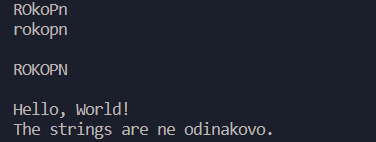 ROkoPn
rokopn
ROKOPN
Hello, World!
The strings are ne odinakovo.